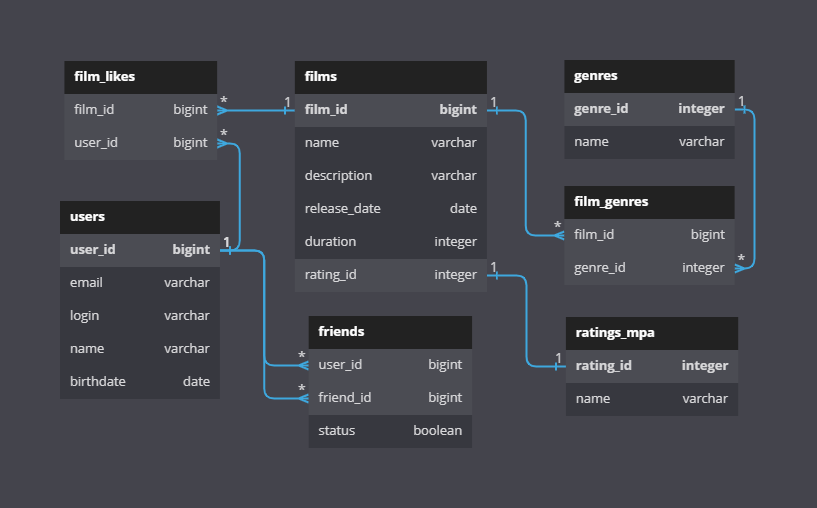 film_likes
* 1
film_id bigint
*
user_id bigint
users
user_id bigint 1
email varchar
login varchar
name varchar
birthdate date
films
film_id bigint 1
name varchar
description varchar
release_date date
duration integer
rating_id integer 1
friends
*
user_id bigint
*
friend_id bigint
status boolean
genres
genre_id integer 1
name varchar
film_genres
*
film_id bigint
genre_id integer *
ratings_mpa
1
rating_id integer
name varchar